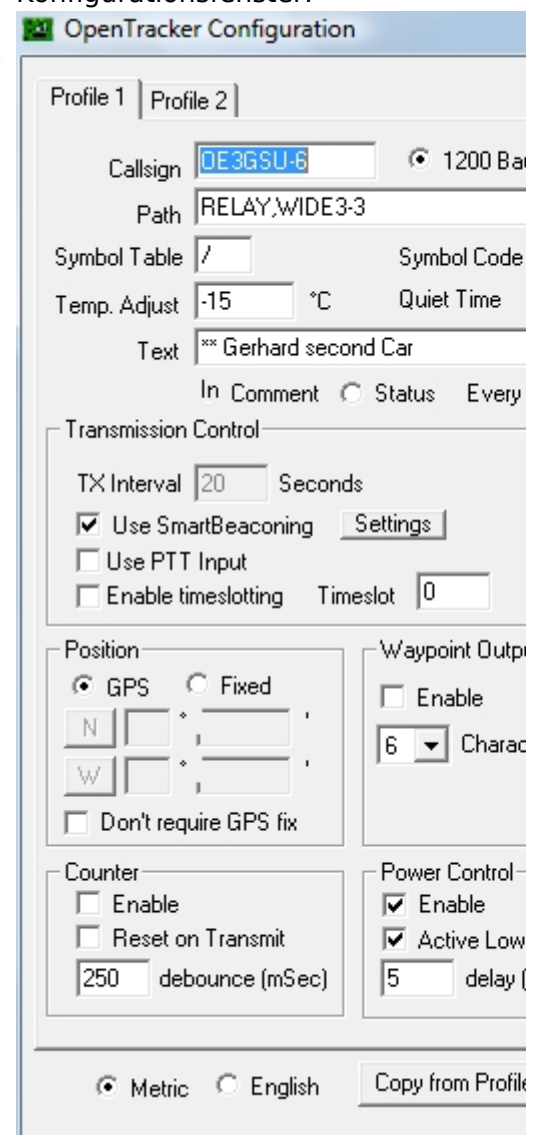 OpenTracker Configuration
Profile 1 Profile 2
Callsign OE3GSU-6 1200
Path RELAY,WIDE3-3
Symbol Table / Symbol Code
Temp. Adjust -15 °C Quiet Time
Text ** Gerhard second Car
In Comment Status Every
Transmission Control
TX Interval 20 Seconds
Use SmartBeaconing Settings
Use PTT Input
Enable timeslotting Timeslot 0
Position Waypoint
GPS Fixed Enable
N ° , '
6
W ° , '
Don't require GPS fix
Counter Power Control
Enable Enable
Reset on Transmit Active Low
250 debounce (mSec) 5 delay
Metric English Copy from